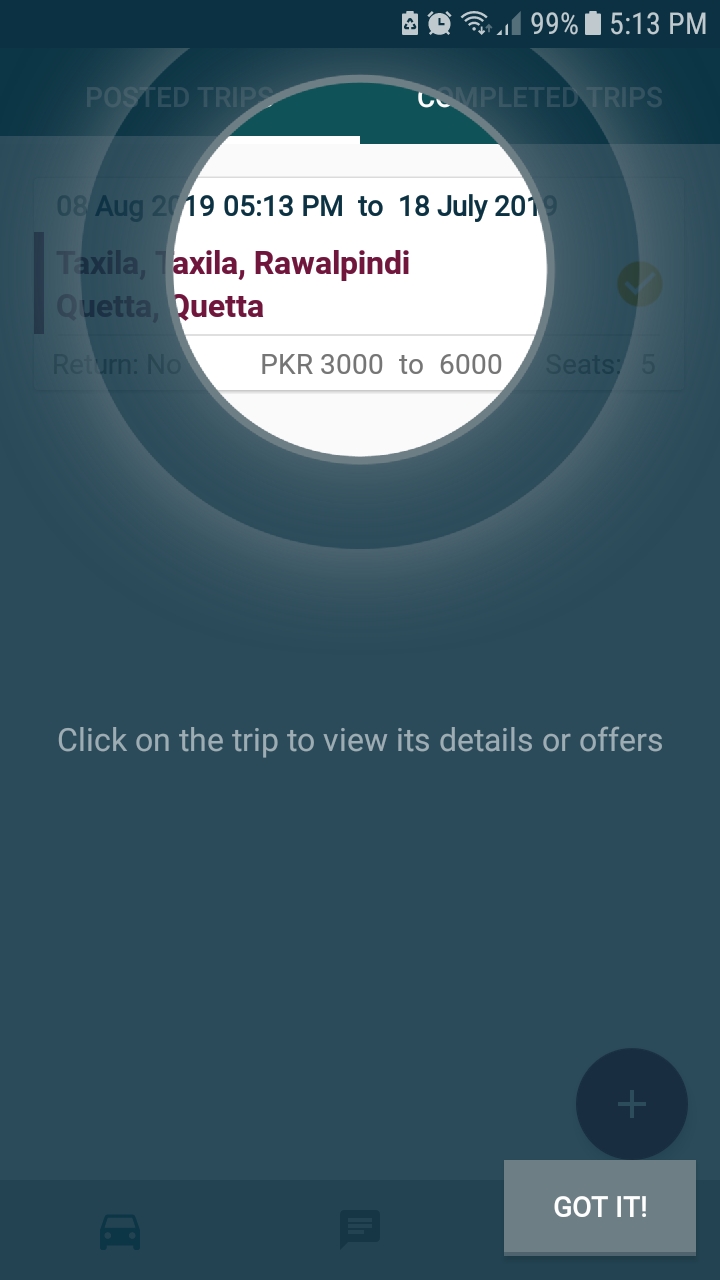 99% 5:13 PM
POSTED TRIPS COMPLETED TRIPS
08 Aug 2019 05:13 PM to 18 July 2019
Taxila, Taxila, Rawalpindi
Quetta, Quetta
Return: No PKR 3000 to 6000 Seats: 5
Click on the trip to view its details or offers
+
GOT IT!